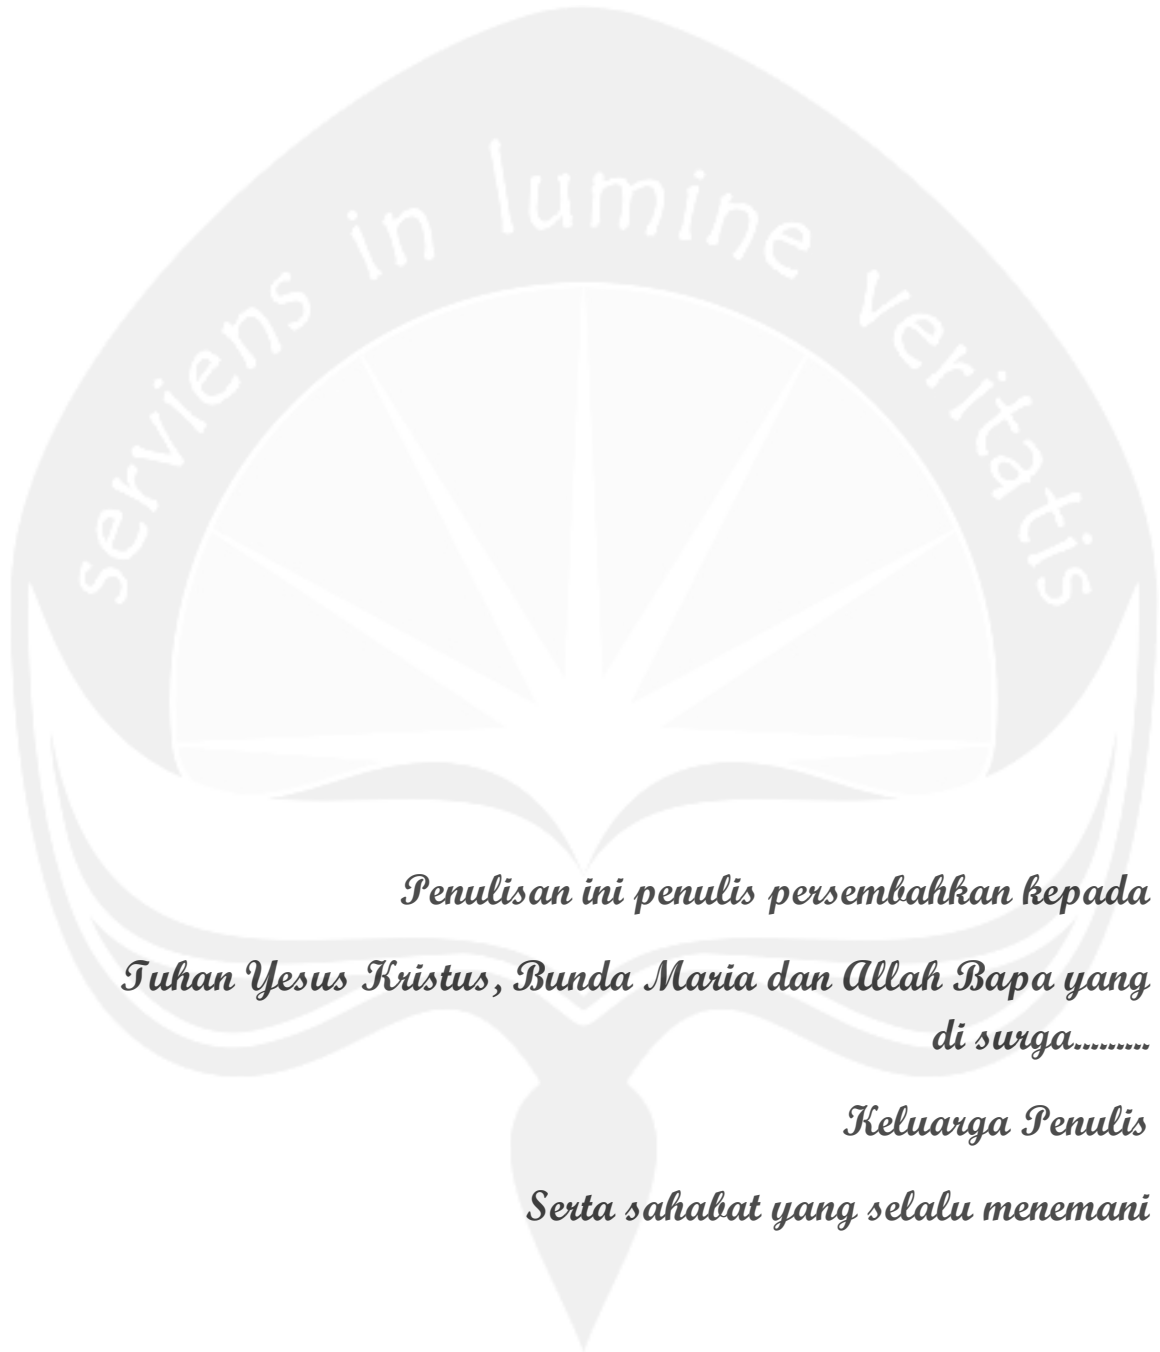 serviens in lumine veritatis
Penulisan ini penulis persembahkan kepada
Tuhan Yesus Kristus, Bunda Maria dan Allah Bapa yang
di surga.........
Keluarga Penulis
Serta sahabat yang selalu menemani